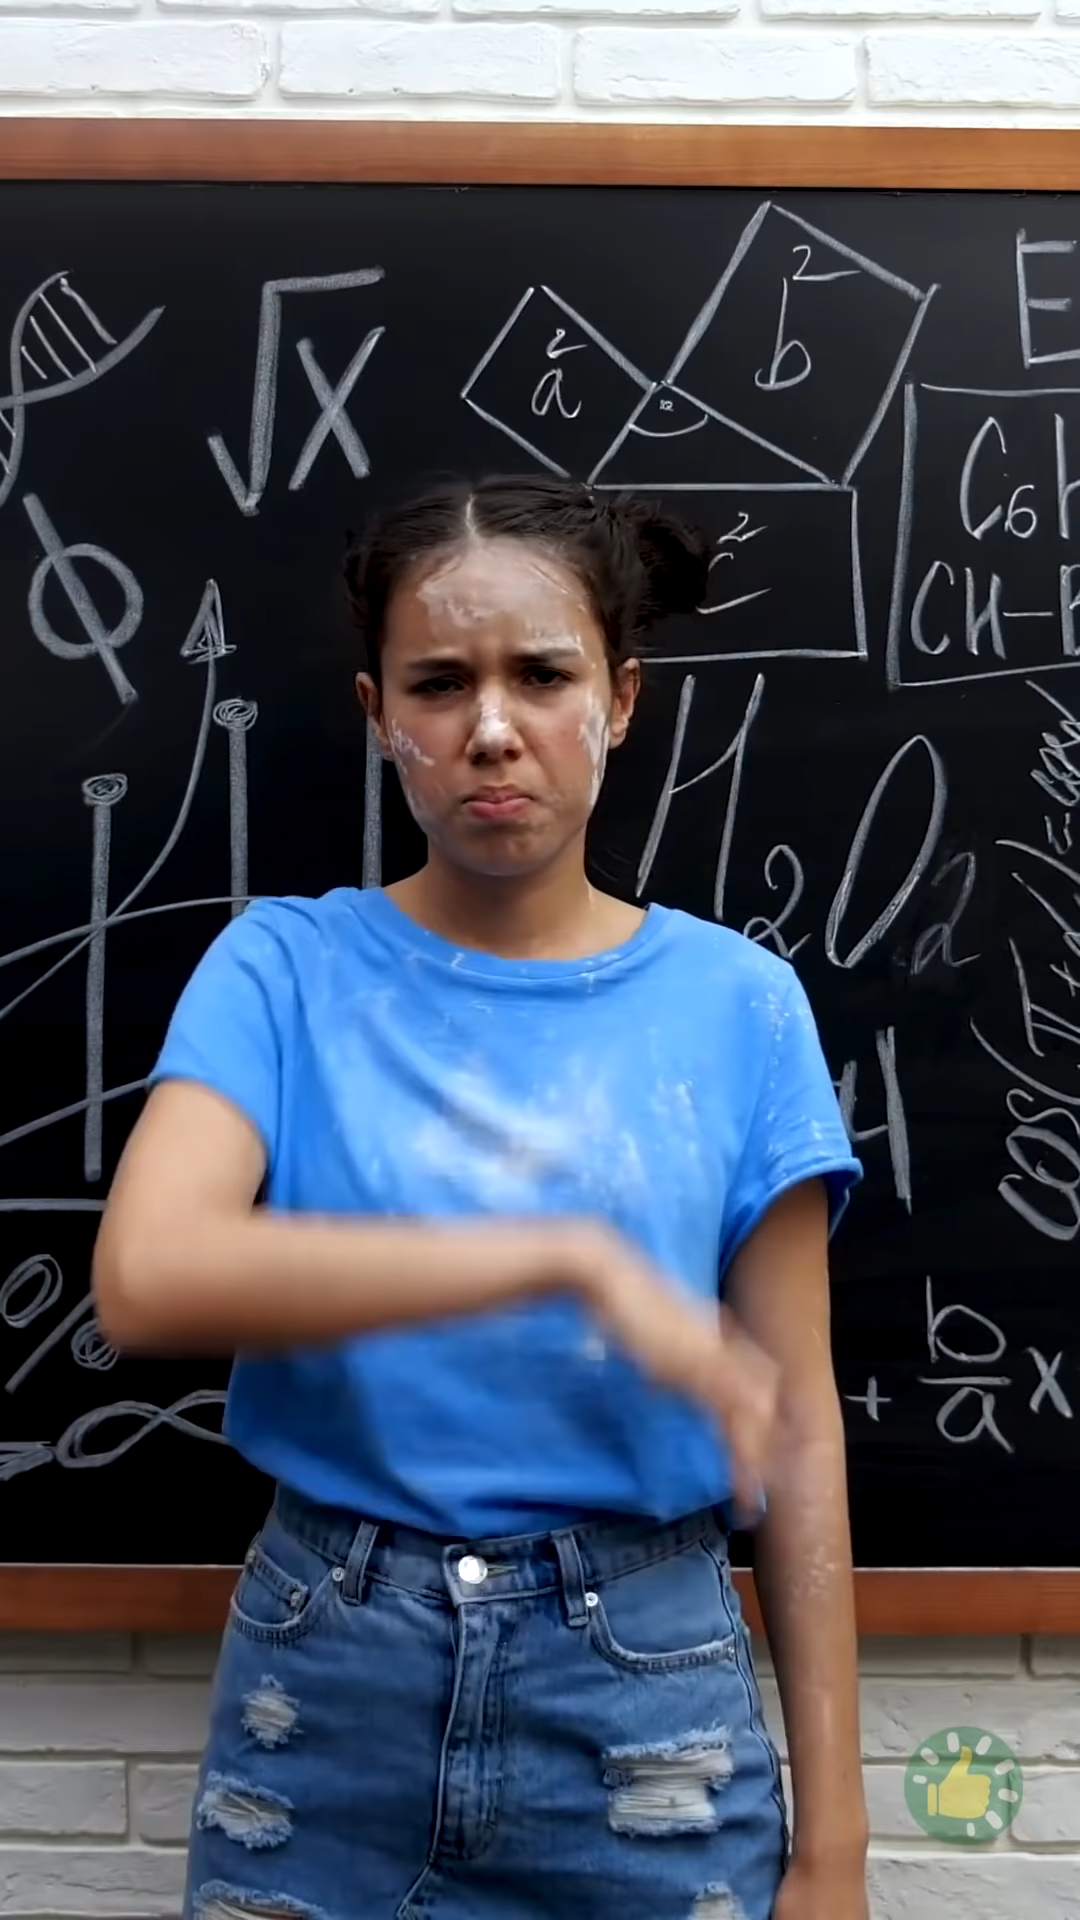 √x
a²
b²
c²
E
C₆H
CH-
Φ
H₂O₂
%
∞
+ b/a x